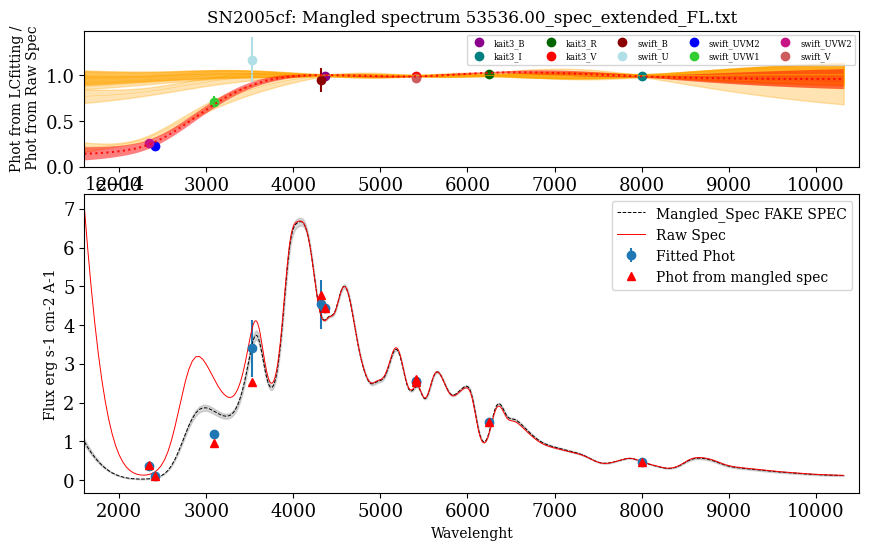 SN2005cf: Mangled spectrum 53536.00_spec_extended_FL.txt
Phot from LCfitting /
Phot from Raw Spec
1.0
0.5
0.0
kait3_B kait3_R swift_B swift_UVM2 swift_UVW2
kait3_I kait3_V swift_U swift_UVW1 swift_V
2000 3000 4000 5000 6000 7000 8000 9000 10000
1e−14
Flux erg s-1 cm-2 A-1
7
6
5
4
3
2
1
0
Mangled_Spec FAKE SPEC
Raw Spec
Fitted Phot
Phot from mangled spec
2000 3000 4000 5000 6000 7000 8000 9000 10000
Wavelenght